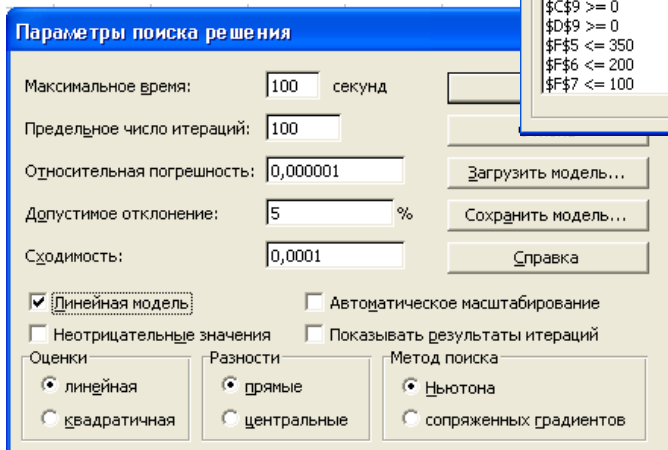 $C$9 >= 0
Параметры поиска решения
$D$9 >= 0
$F$5 <= 350
$F$6 <= 200
$F$7 <= 100
Максимальное время: 100 секунд
Предельное число итераций: 100
Относительная погрешность: 0,000001
Загрузить модель...
Допустимое отклонение: 5 %
Сохранить модель...
Сходимость: 0,0001
Справка
Линейная модель
Автоматическое масштабирование
Неотрицательные значения
Показывать результаты итераций
Оценки
Разности
Метод поиска
линейная
прямые
Ньютона
квадратичная
центральные
сопряженных градиентов